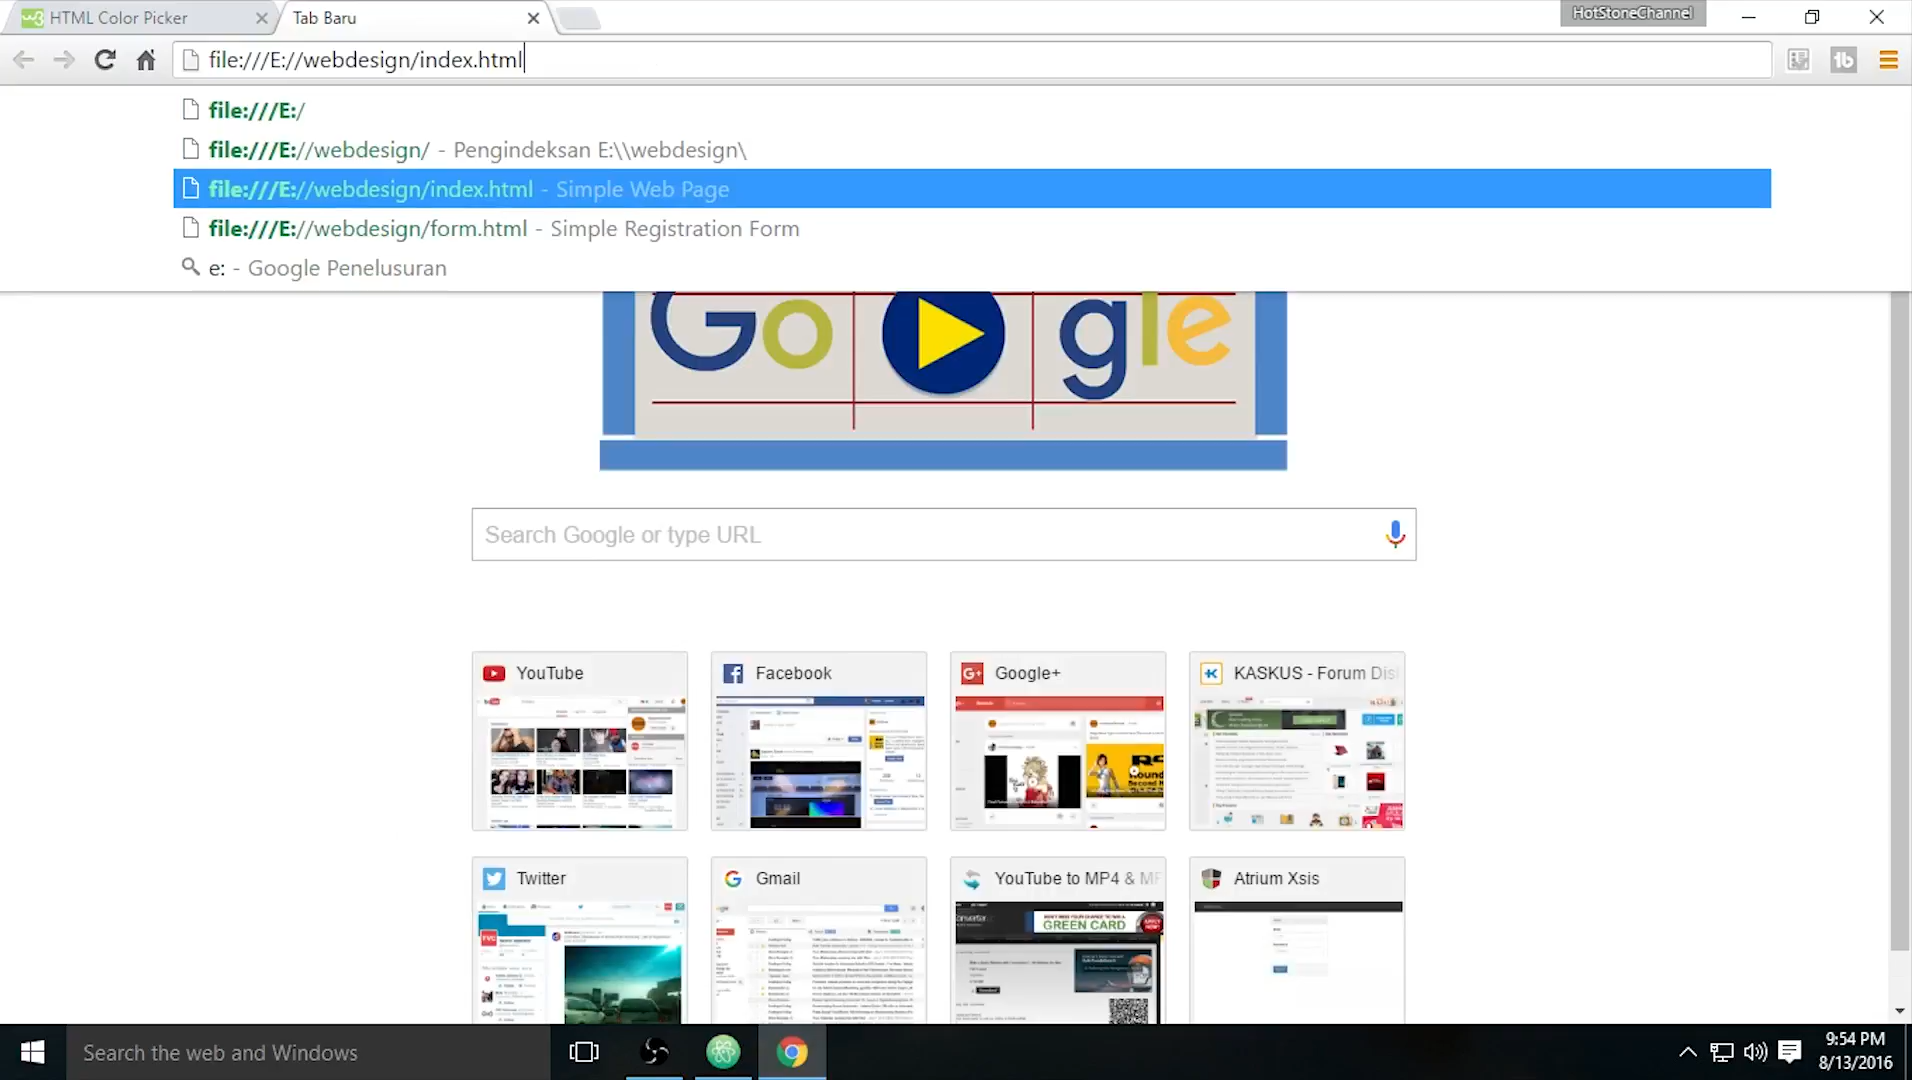 HTML Color Picker
Tab Baru
HotStoneChannel
file:///E://webdesign/index.html
file:///E:/
file:///E://webdesign/ - Pengindeksan E:\\webdesign\
file:///E://webdesign/index.html - Simple Web Page
file:///E://webdesign/form.html - Simple Registration Form
e: - Google Penelusuran
Go gle
Search Google or type URL
YouTube
Facebook
Google+
KASKUS - Forum Dis
Twitter
Gmail
YouTube to MP4 & M
Atrium Xsis
GREEN CARD
Search the web and Windows
9:54 PM
8/13/2016